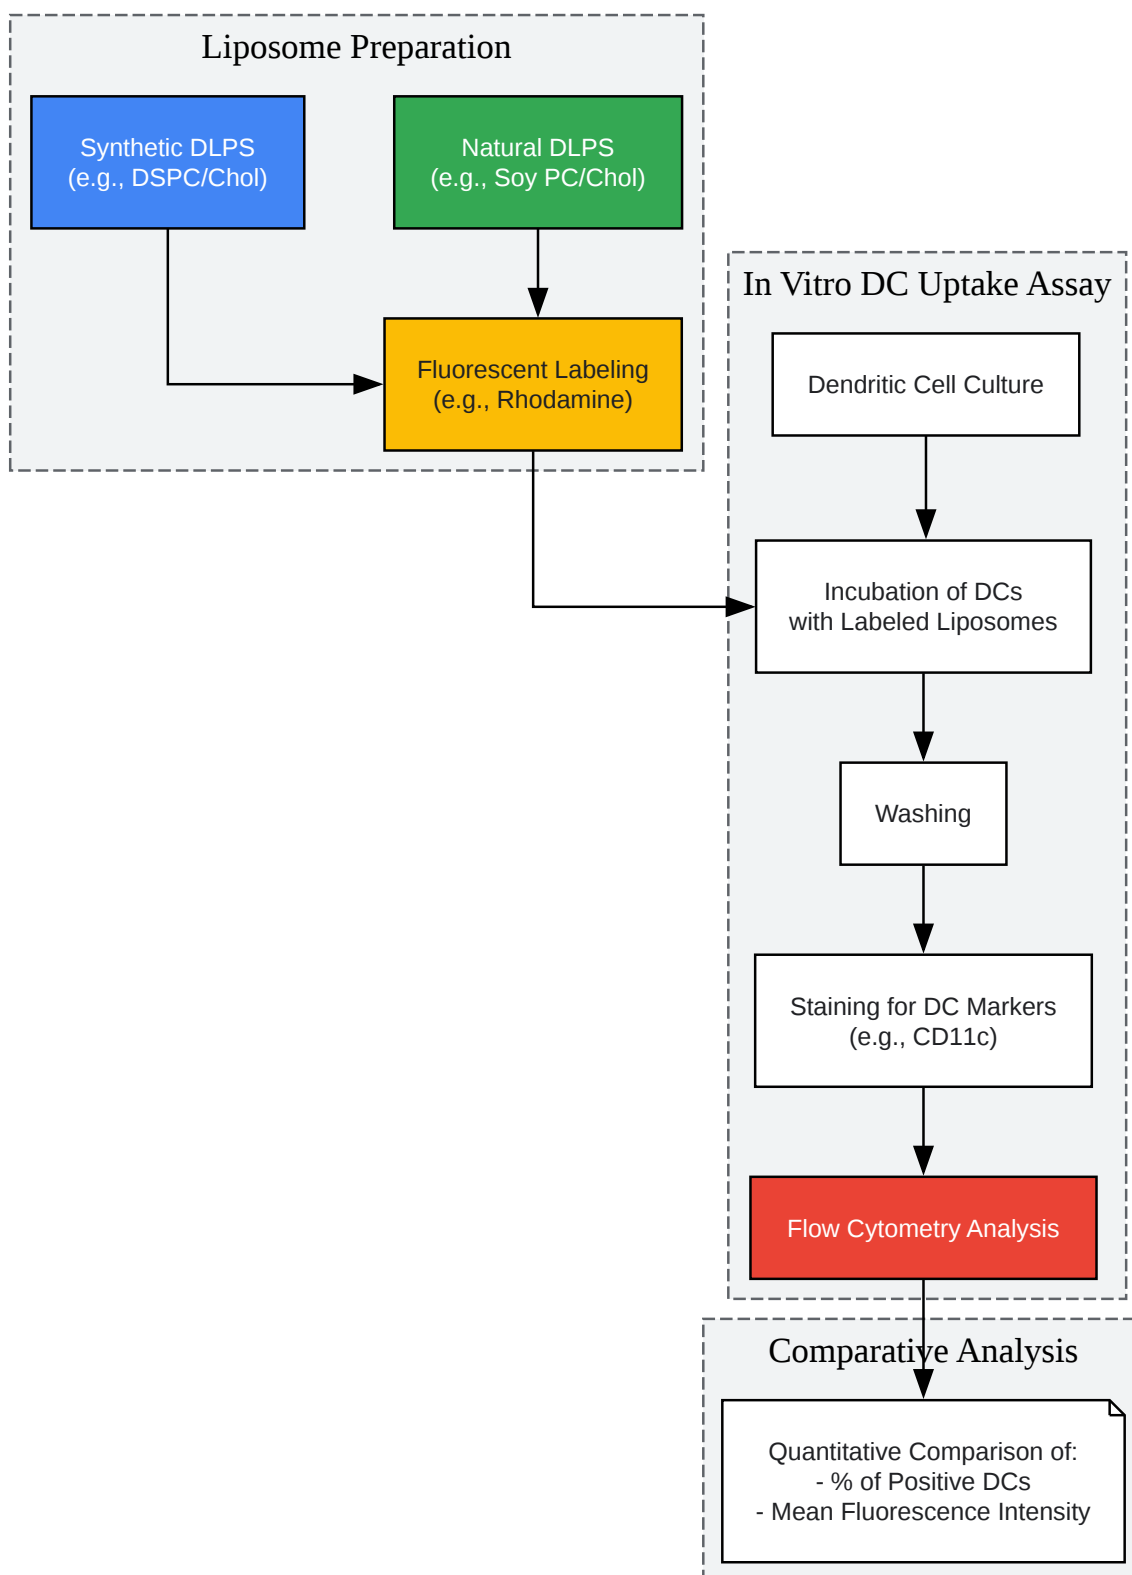 Liposome Preparation
Synthetic DLPS
(e.g., DSPC/Chol)
Natural DLPS
(e.g., Soy PC/Chol)
Fluorescent Labeling
(e.g., Rhodamine)
In Vitro DC Uptake Assay
Dendritic Cell Culture
Incubation of DCs
with Labeled Liposomes
Washing
Staining for DC Markers
(e.g., CD11c)
Flow Cytometry Analysis
Comparative Analysis
Quantitative Comparison of:
- % of Positive DCs
- Mean Fluorescence Intensity